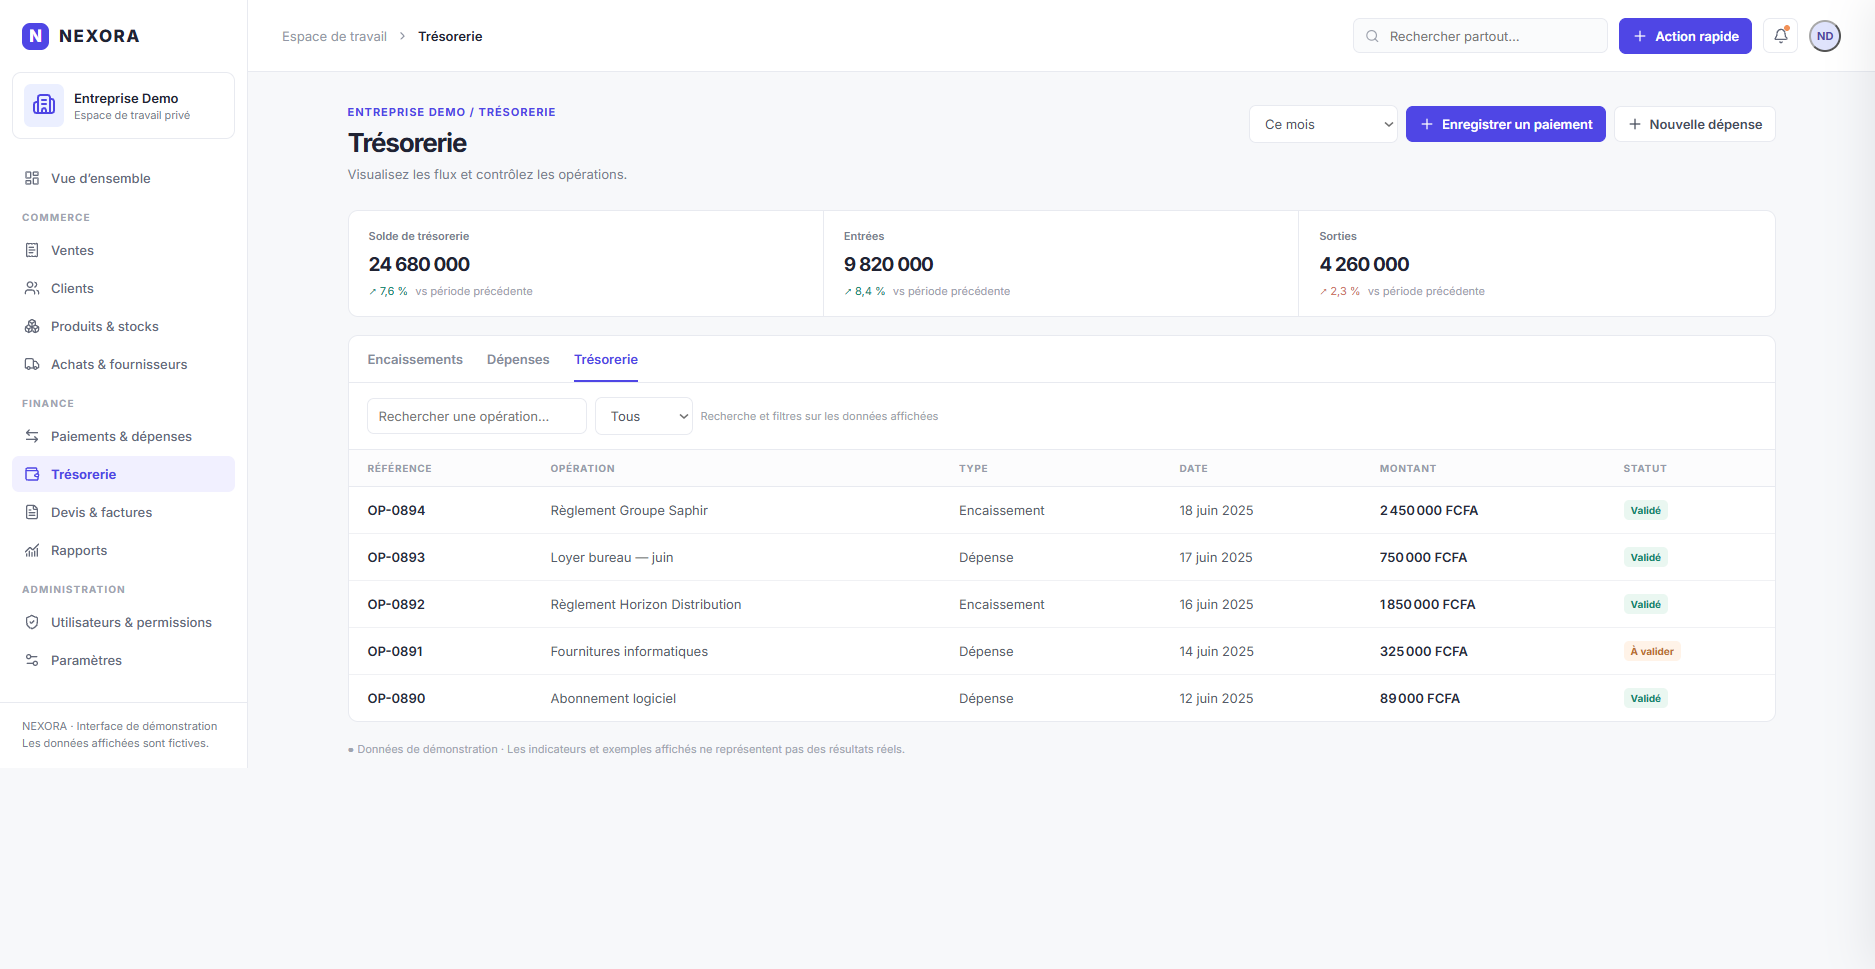 N NEXORA
Entreprise Demo
Espace de travail privé
Vue d'ensemble
COMMERCE
Ventes
Clients
Produits & stocks
Achats & fournisseurs
FINANCE
Paiements & dépenses
Trésorerie
Devis & factures
Rapports
ADMINISTRATION
Utilisateurs & permissions
Paramètres
NEXORA · Interface de démonstration
Les données affichées sont fictives.
Espace de travail > Trésorerie
Rechercher partout...
+ Action rapide
ND
ENTREPRISE DEMO / TRÉSORERIE
Trésorerie
Visualisez les flux et contrôlez les opérations.
Ce mois
+ Enregistrer un paiement
+ Nouvelle dépense
Solde de trésorerie
24 680 000
↗ 7,6 % vs période précédente
Entrées
9 820 000
↗ 8,4 % vs période précédente
Sorties
4 260 000
↗ 2,3 % vs période précédente
Encaissements Dépenses Trésorerie
Rechercher une opération... Tous Recherche et filtres sur les données affichées
RÉFÉRENCE OPÉRATION TYPE DATE MONTANT STATUT
OP-0894 Règlement Groupe Saphir Encaissement 18 juin 2025 2 450 000 FCFA Validé
OP-0893 Loyer bureau — juin Dépense 17 juin 2025 750 000 FCFA Validé
OP-0892 Règlement Horizon Distribution Encaissement 16 juin 2025 1 850 000 FCFA Validé
OP-0891 Fournitures informatiques Dépense 14 juin 2025 325 000 FCFA À valider
OP-0890 Abonnement logiciel Dépense 12 juin 2025 89 000 FCFA Validé
● Données de démonstration · Les indicateurs et exemples affichés ne représentent pas des résultats réels.